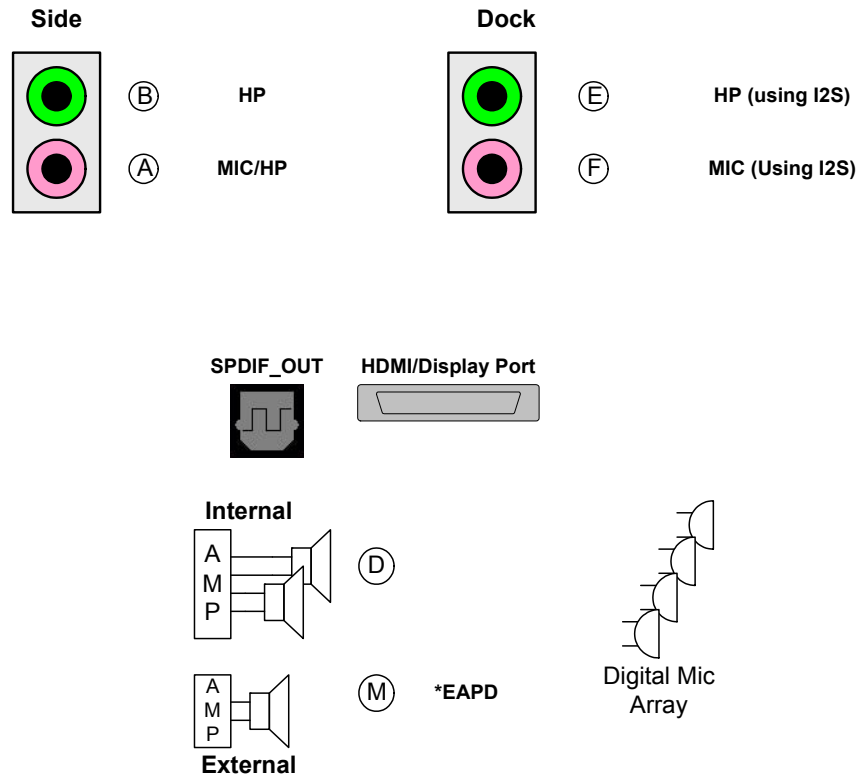 Side
Dock
B HP
E HP (using I2S)
A MIC/HP
F MIC (Using I2S)
SPDIF_OUT
HDMI/Display Port
Internal
A
M
P
D
Digital Mic
Array
A
M
P
M *EAPD
External